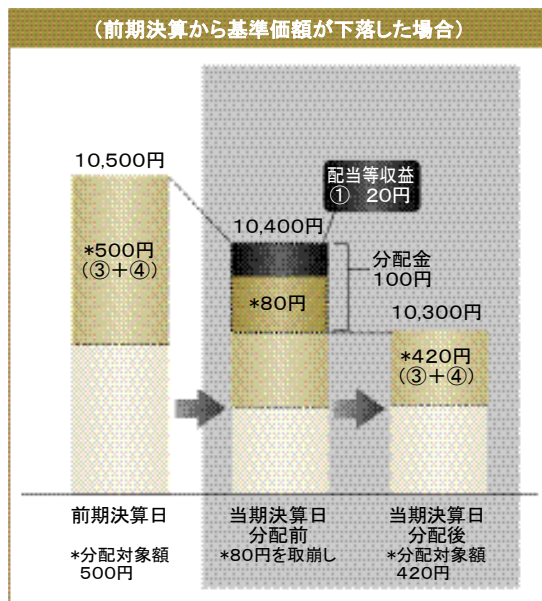 （前期決算から基準価額が下落した場合）
10,500円
配当等収益
① 20円
10,400円
*500円
（③＋④）
分配金
100円
*80円
10,300円
*420円
（③＋④）
前期決算日
*分配対象額
500円
当期決算日
分配前
*80円を取崩し
当期決算日
分配後
*分配対象額
420円